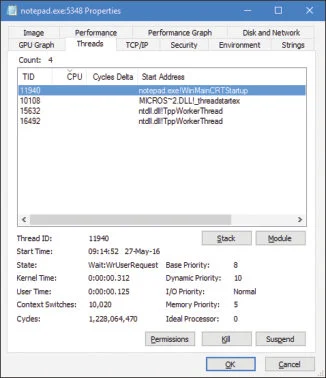 notepad.exe:5348 Properties
Image Performance Performance Graph Disk and Network
GPU Graph Threads TCP/IP Security Environment Strings
Count: 4
TID CPU Cycles Delta Start Address
11940 notepad.exe!WinMainCRTStartup
10108 MICROS~2.DLL!_threadstartex
15632 ntdll.dll!TppWorkerThread
16492 ntdll.dll!TppWorkerThread
Thread ID: 11940 Stack Module
Start Time: 09:14:52 27-May-16
State: Wait:WrUserRequest Base Priority: 8
Kernel Time: 0:00:00.312 Dynamic Priority: 10
User Time: 0:00:00.125 I/O Priority: Normal
Context Switches: 10,020 Memory Priority: 5
Cycles: 1,228,064,470 Ideal Processor: 0
Permissions Kill Suspend
OK Cancel